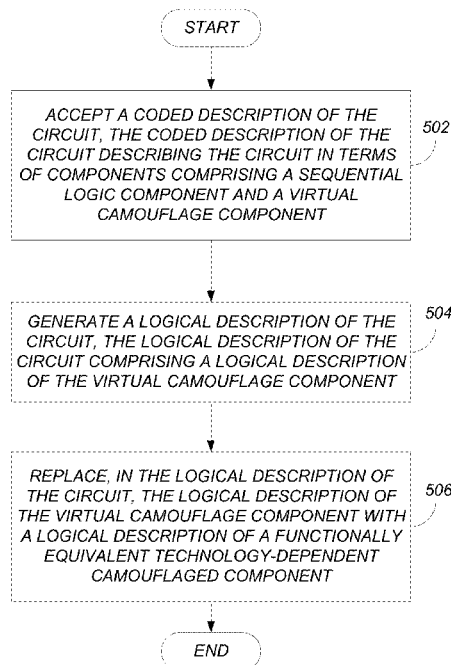 START
ACCEPT A CODED DESCRIPTION OF THE
CIRCUIT, THE CODED DESCRIPTION OF THE
CIRCUIT DESCRIBING THE CIRCUIT IN TERMS
OF COMPONENTS COMPRISING A SEQUENTIAL
LOGIC COMPONENT AND A VIRTUAL
CAMOUFLAGE COMPONENT
502
GENERATE A LOGICAL DESCRIPTION OF THE
CIRCUIT, THE LOGICAL DESCRIPTION OF THE
CIRCUIT COMPRISING A LOGICAL DESCRIPTION
OF THE VIRTUAL CAMOUFLAGE COMPONENT
504
REPLACE, IN THE LOGICAL DESCRIPTION OF
THE CIRCUIT, THE LOGICAL DESCRIPTION OF
THE VIRTUAL CAMOUFLAGE COMPONENT WITH
A LOGICAL DESCRIPTION OF A FUNCTIONALLY
EQUIVALENT TECHNOLOGY-DEPENDENT
CAMOUFLAGED COMPONENT
506
END